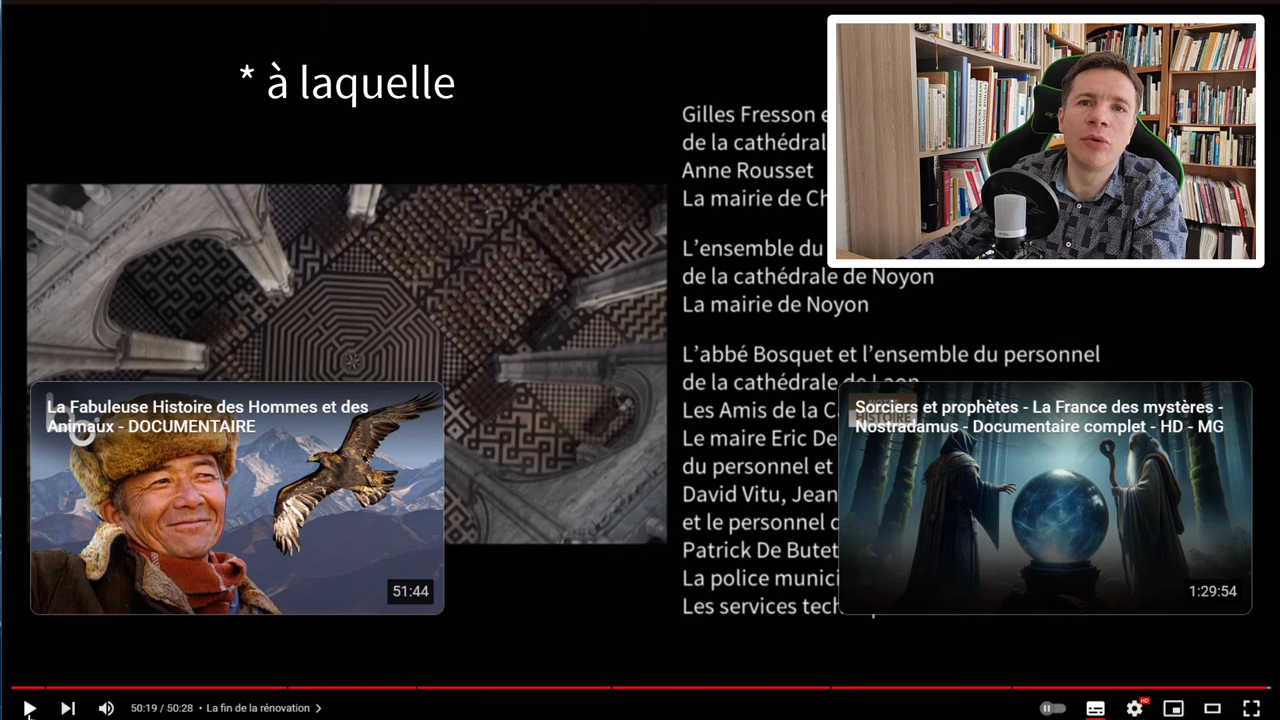 * à laquelle
Gilles Fresson
de la cathédral
Anne Rousset
La mairie de Ch
L’ensemble du
de la cathédrale de Noyon
La mairie de Noyon
L’abbé Bosquet et l’ensemble du personnel
de la cathédrale de Laon
Les Amis de la C
Le maire Eric De
du personnel et
David Vitu, Jean
et le personnel d
Patrick De Butet
La police munici
Les services tech
La Fabuleuse Histoire des Hommes et des
Animaux - DOCUMENTAIRE
51:44
HISTOIRE
Sorciers et prophètes - La France des mystères -
Nostradamus - Documentaire complet - HD - MG
1:29:54
50:19 / 50:28 • La fin de la rénovation
HD